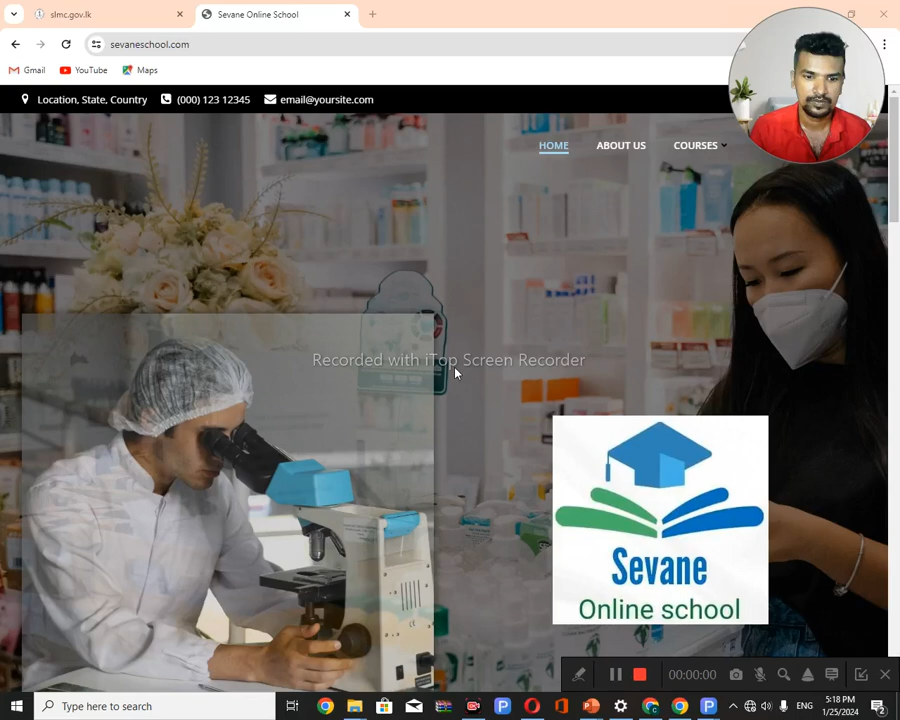 slmc.gov.lk
Sevane Online School
sevaneschool.com
Gmail
YouTube
Maps
Location, State, Country
(000) 123 12345
email@yoursite.com
HOME
ABOUT US
COURSES
Recorded with iTop Screen Recorder
Sevane
Online school
00:00:00
Type here to search
ENG
5:18 PM
1/25/2024
2